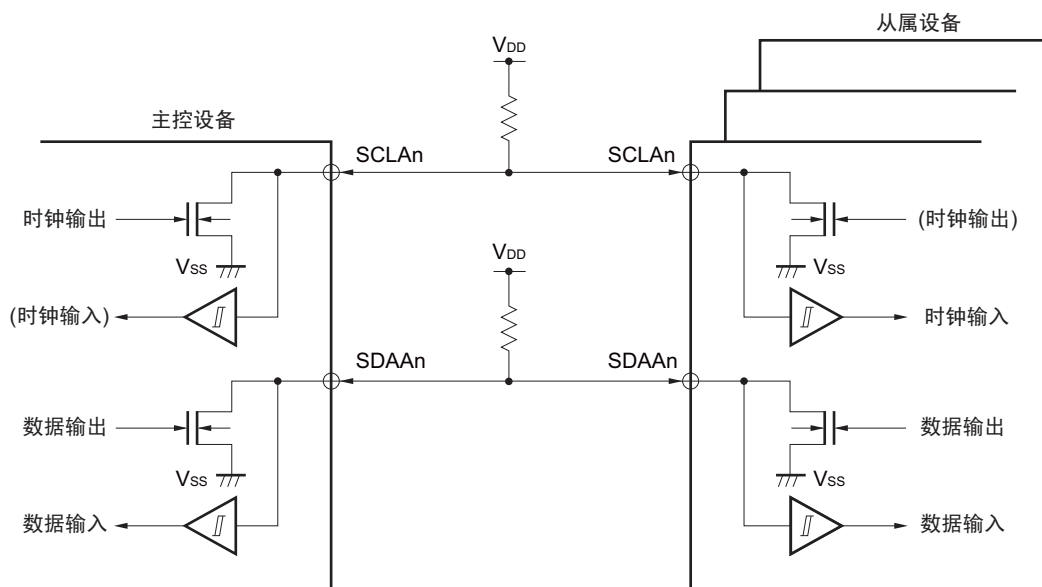 从属设备
VDD
主控设备
SCLAn
SCLAn
时钟输出
(时钟输出)
VSS
VDD
VSS
(时钟输入)
时钟输入
SDAAn
SDAAn
数据输出
数据输出
VSS
VSS
数据输入
数据输入